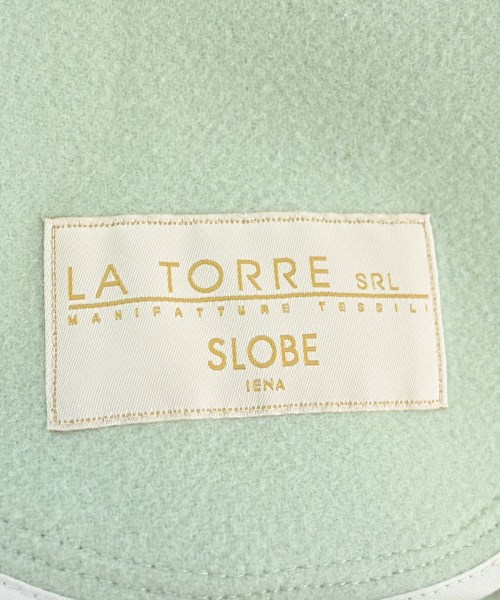 LA TORRE SRL
MANIFATTURE TESSILI
SLOBE
IENA